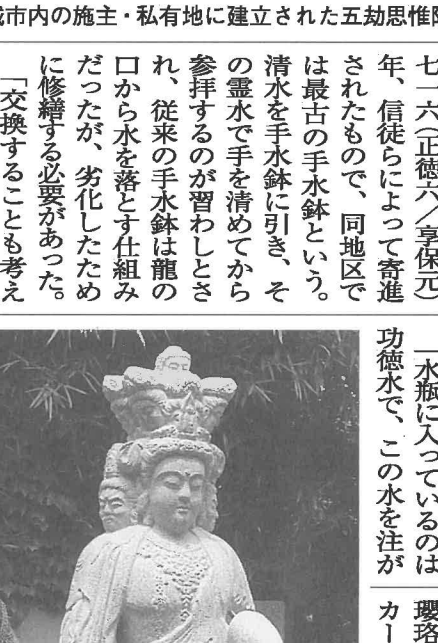 城市内の施主・私有地に建立された五劫思惟阿
七一六(正徳六/享保元)
年、信徒らによって寄進
されたもので、同地区で
は最古の手水鉢という。
清水を手水鉢に引き、そ
の霊水で手を清めてから
参拝するのが習わしとさ
れ、従来の手水鉢は龍の
口から水を落とす仕組み
だったが、劣化したため
に修繕する必要があった。
「交換することも考え
「水瓶に入っているのは
功徳水で、この水を注が
瓔珞
カー